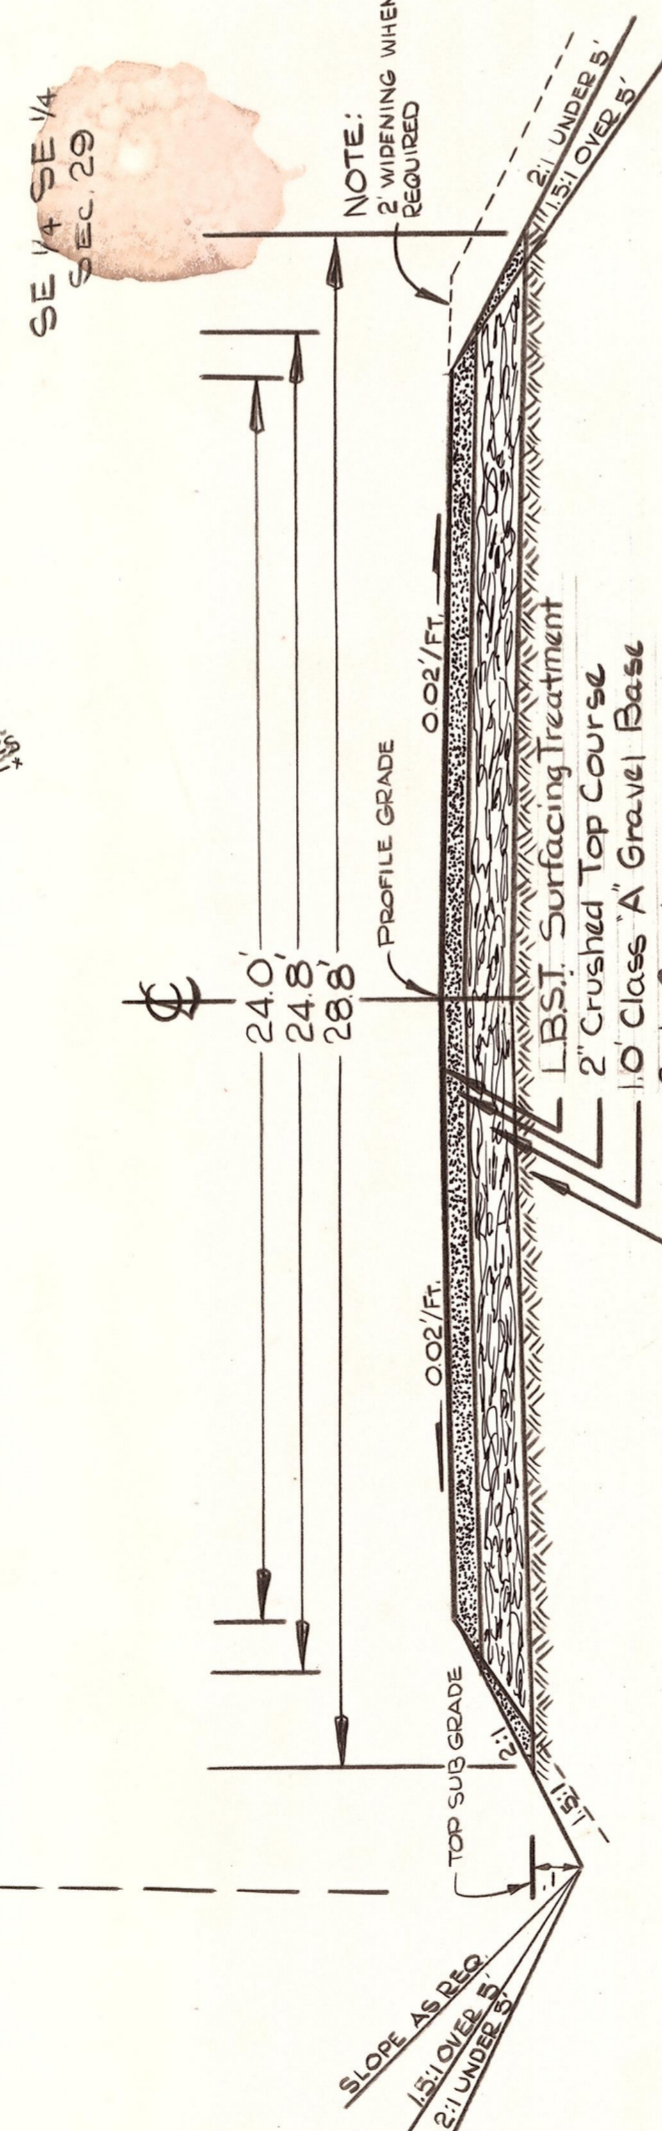 SE 1/4 SE 1/4
SEC. 29
NOTE:
2' WIDENING WHEN
REQUIRED
2:1 UNDER 5'
1.5:1 OVER 5'
℄
24.0'
24.8'
28.8'
PROFILE GRADE
0.02'/FT.
0.02'/FT.
L.B.S.T. Surfacing Treatment
2" Crushed Top Course
1.0' Class "A" Gravel Base
TOP SUB GRADE
2:1
1.5:1
1'
SLOPE AS REQ.
1.5:1 OVER 5'
2:1 UNDER 5'